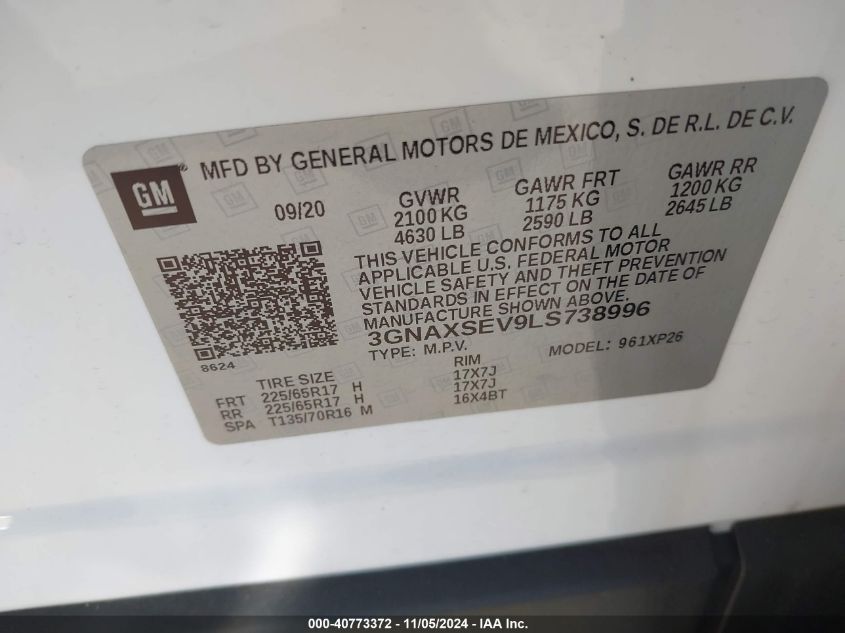 MFD BY GENERAL MOTORS DE MEXICO, S. DE R.L. DE C.V.
GM ®
09/20
GVWR
2100 KG
4630 LB
GAWR FRT
1175 KG
2590 LB
GAWR RR
1200 KG
2645 LB
THIS VEHICLE CONFORMS TO ALL
APPLICABLE U.S. FEDERAL MOTOR
VEHICLE SAFETY AND THEFT PREVENTION
STANDARDS IN EFFECT ON THE DATE OF
MANUFACTURE SHOWN ABOVE.
3GNAXSEV9LS738996
TYPE: M.P.V. MODEL: 961XP26
8624
TIRE SIZE RIM
FRT 225/65R17 H 17X7J
RR 225/65R17 H 17X7J
SPA T135/70R16 M 16X4BT
000-40773372 - 11/05/2024 - IAA Inc.